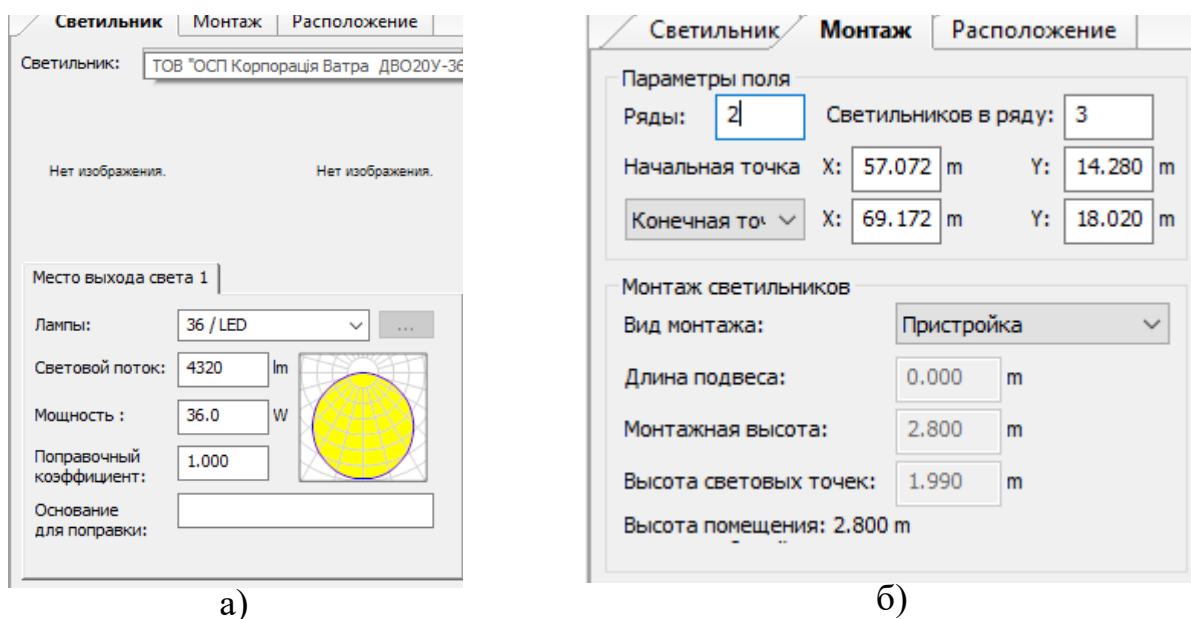 Светильник Монтаж Расположение
Светильник: ТОВ "ОСП Корпорація Ватра ДВО20У-36
Нет изображения. Нет изображения.
Место выхода света 1
Лампы: 36 / LED ...
Световой поток: 4320 lm
Мощность : 36.0 W
Поправочный
коэффициент: 1.000
Основание
для поправки:
а)
Светильник Монтаж Расположение
Параметры поля
Ряды: 2 Светильников в ряду: 3
Начальная точка X: 57.072 m Y: 14.280 m
Конечная то X: 69.172 m Y: 18.020 m
Монтаж светильников
Вид монтажа: Пристройка
Длина подвеса: 0.000 m
Монтажная высота: 2.800 m
Высота световых точек: 1.990 m
Высота помещения: 2.800 m
б)